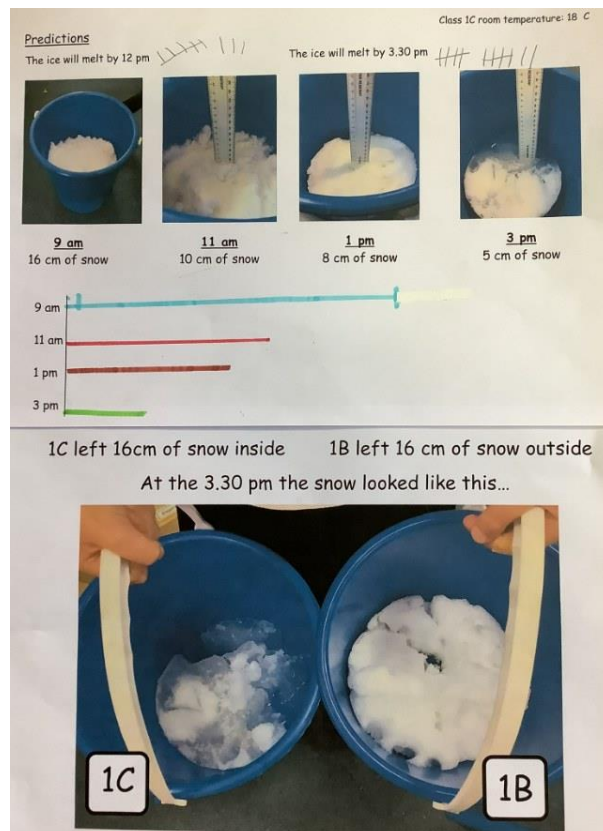 Class 1C room temperature: 18 C
Predictions
The ice will melt by 12 pm
The ice will melt by 3.30 pm
9 am
16 cm of snow
11 am
10 cm of snow
1 pm
8 cm of snow
3 pm
5 cm of snow
9 am
11 am
1 pm
3 pm
1C left 16cm of snow inside
1B left 16 cm of snow outside
At the 3.30 pm the snow looked like this...
1C
1B